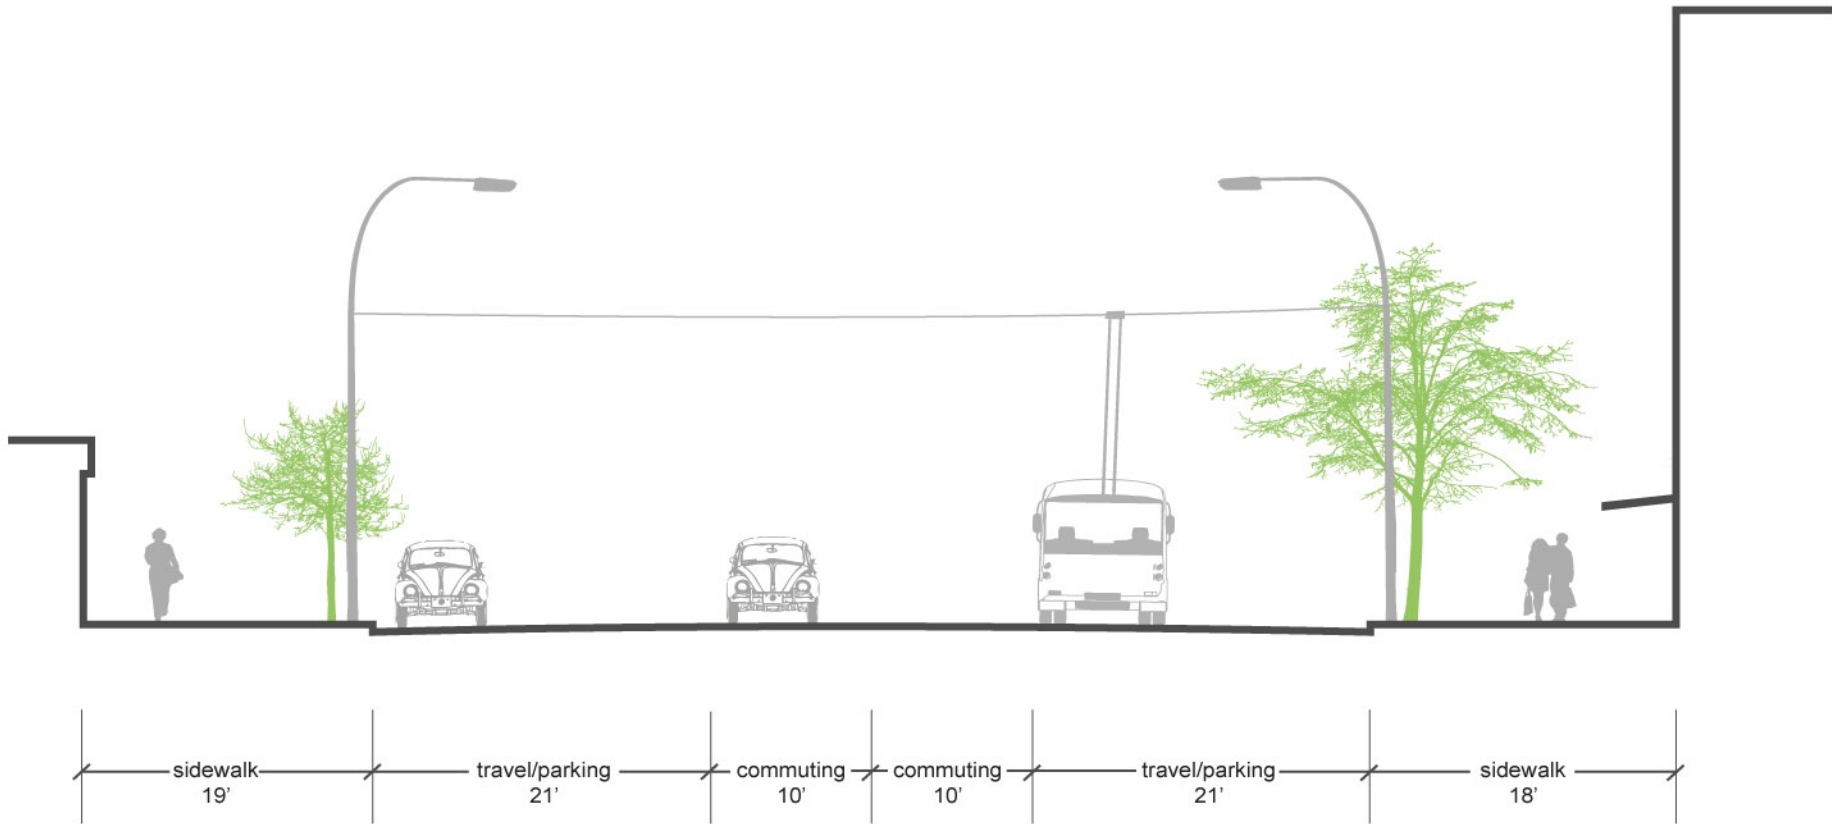 sidewalk travel/parking commuting commuting travel/parking sidewalk
19’ 21’ 10’ 10’ 21’ 18’